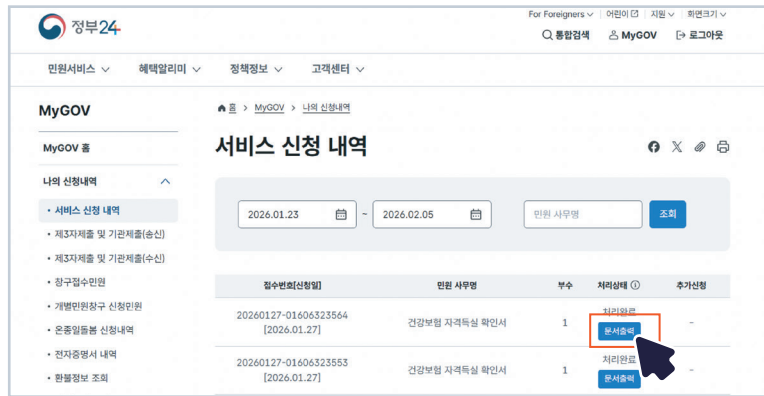 For Foreigners 어린이 지원 화면크기
정부24
통합검색 MyGOV 로그아웃
민원서비스 혜택알리미 정책정보 고객센터
MyGOV
홈 > MyGOV > 나의 신청내역
서비스 신청 내역
MyGOV 홈
나의 신청내역
• 서비스 신청 내역
• 제3자제출 및 기관제출(송신)
• 제3자제출 및 기관제출(수신)
• 창구접수민원
• 개별민원창구 신청민원
• 온종일돌봄 신청내역
• 전자증명서 내역
• 환불정보 조회
2026.01.23 ~ 2026.02.05 민원 사무명 조회
접수번호[신청일] 민원 사무명 부수 처리상태 추가신청
20260127-01606323564
[2026.01.27]
건강보험 자격득실 확인서 1
처리완료
문서출력
-
20260127-01606323553
[2026.01.27]
건강보험 자격득실 확인서 1
처리완료
문서출력
-